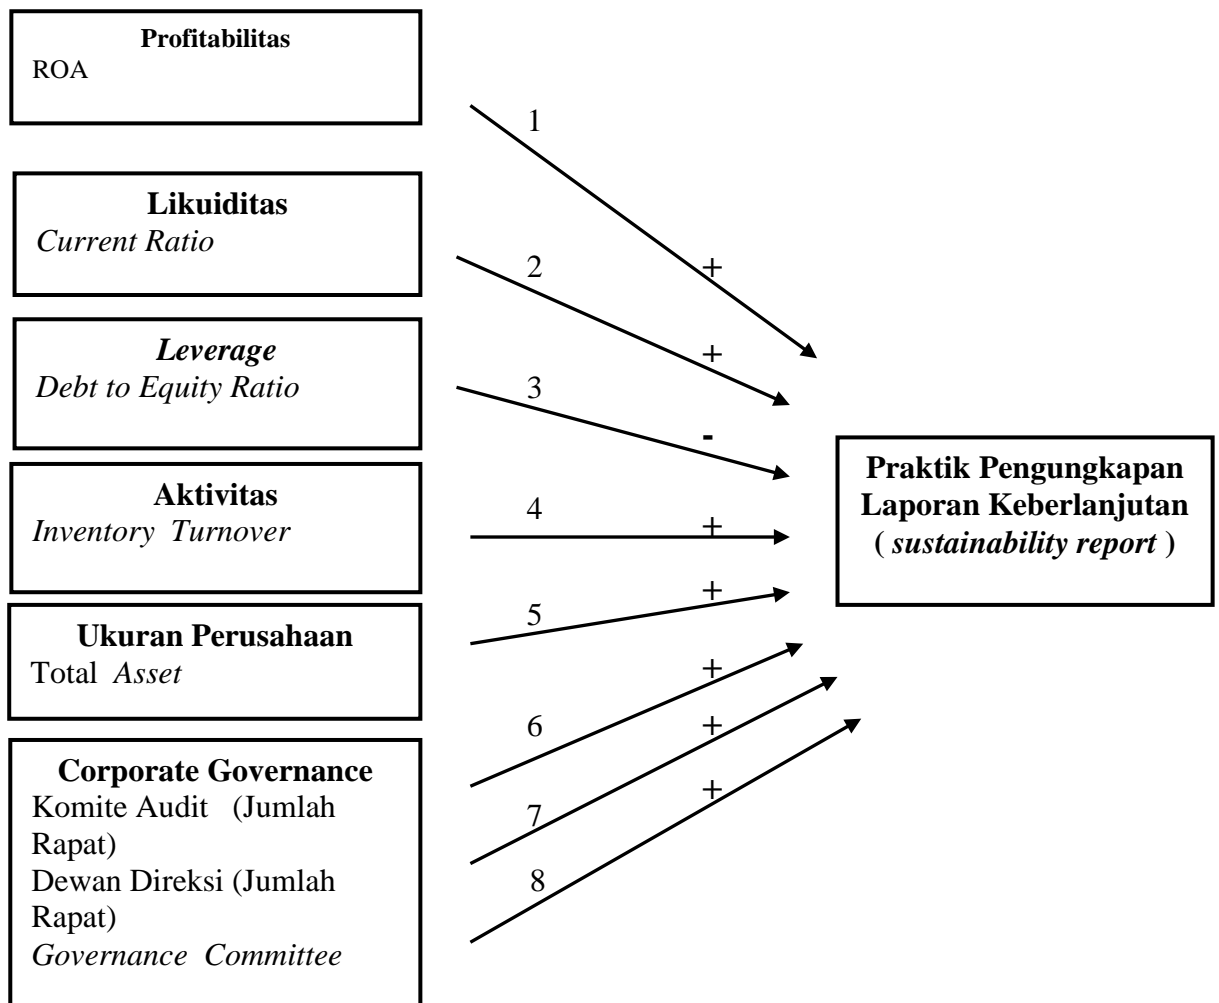 Profitabilitas
ROA
1
+
Likuiditas
Current Ratio
2
+
Leverage
Debt to Equity Ratio
3
-
Aktivitas
Inventory Turnover
4
+
Ukuran Perusahaan
Total Asset
5
+
Corporate Governance
Komite Audit (Jumlah
Rapat)
Dewan Direksi (Jumlah
Rapat)
Governance Committee
6
+
7
+
8
+
Praktik Pengungkapan
Laporan Keberlanjutan
( sustainability report )